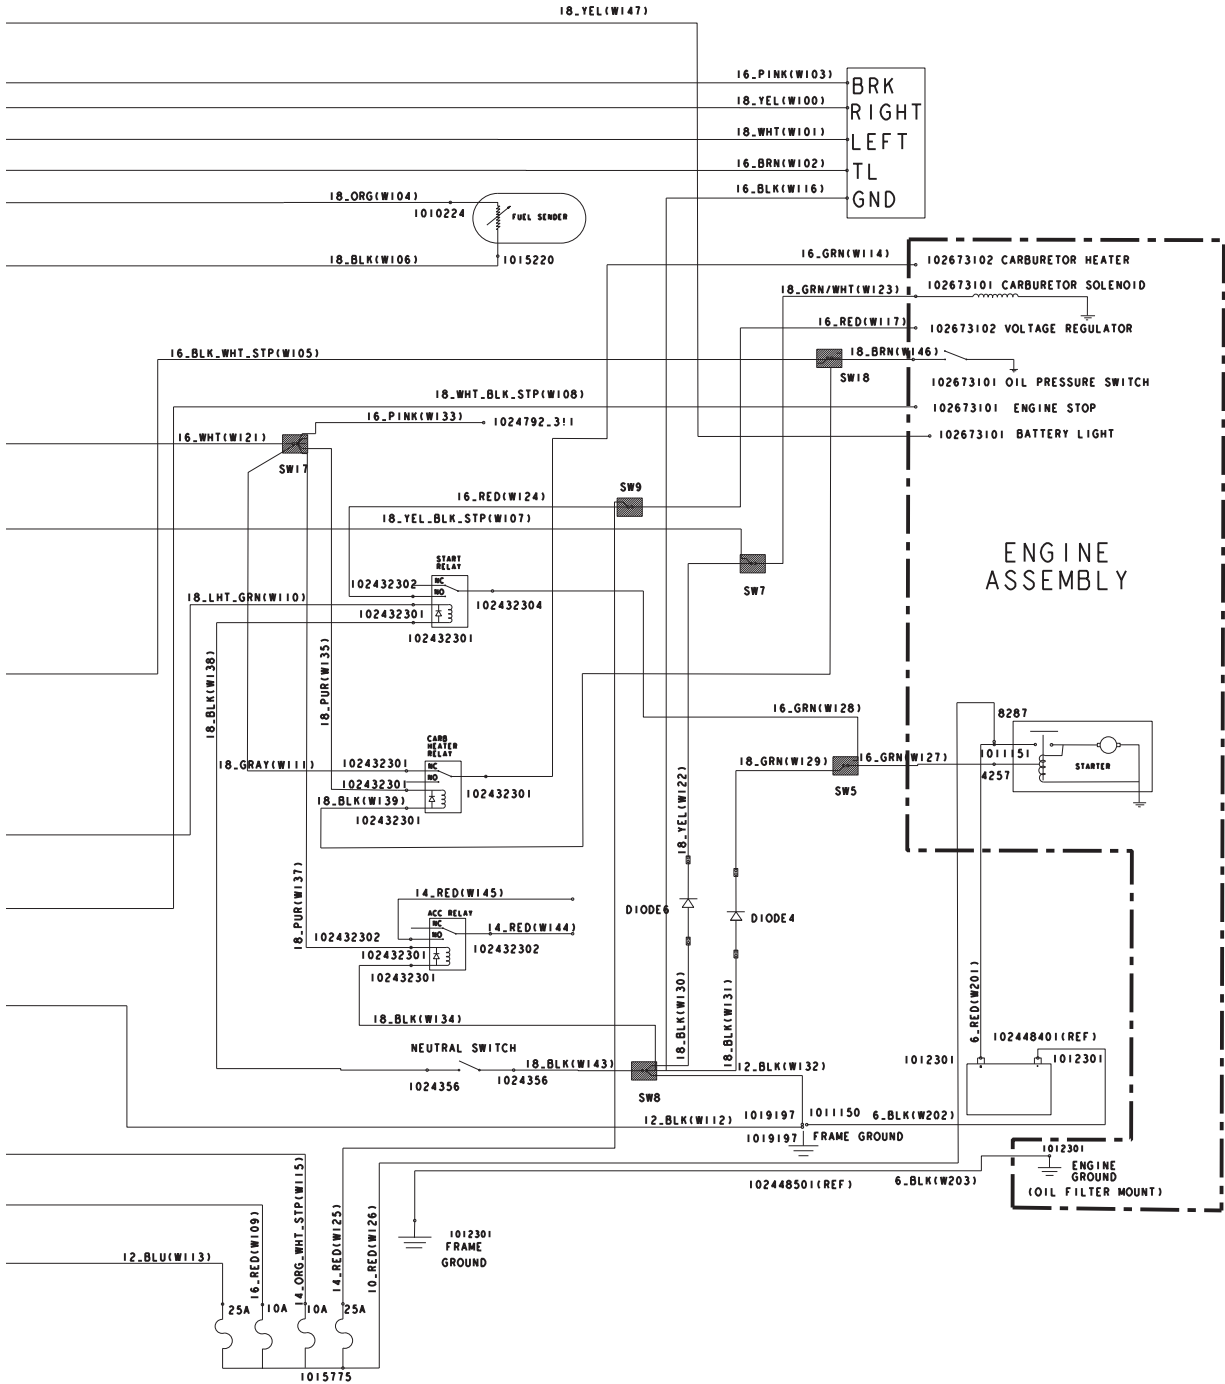 18_YEL(W147)
16_PINK(W103)
BRK
18_YEL(W100)
RIGHT
18_WHT(W101)
LEFT
16_BRN(W102)
TL
16_BLK(W116)
GND
18_ORG(W104)
1010224
FUEL SENDER
18_BLK(W106)
1015220
16_GRN(W114)
102673102 CARBURETOR HEATER
18_GRN/WHT(W123)
102673101 CARBURETOR SOLENOID
16_RED(W117)
102673102 VOLTAGE REGULATOR
16_BLK_WHT_STP(W105)
18_BRN(W146)
SW18
102673101 OIL PRESSURE SWITCH
18_WHT_BLK_STP(W108)
102673101 ENGINE STOP
16_PINK(W133)
1024792_3!1
16_WHT(W121)
102673101 BATTERY LIGHT
SW17
SW9
16_RED(W124)
18_YEL_BLK_STP(W107)
ENGINE
ASSEMBLY
START
RELAY
102432302
NC
NO
SW7
18_LHT_GRN(W110)
102432301
102432304
102432301
18_BLK(W138)
18_PUR(W135)
16_GRN(W128)
8287
CARB
HEATER
RELAY
18_GRAY(W111)
102432301
NC
18_GRN(W129)
16_GRN(W127)
1011151
STARTER
4257
102432301
NO
SW5
18_BLK(W139)
102432301
102432301
18_YEL(W122)
18_PUR(W137)
14_RED(W145)
DIODE6
DIODE4
ACC RELAY
NC
NO
14_RED(W144)
102432302
102432301
102432302
102432301
18_BLK(W130)
18_BLK(W131)
6_RED(W201)
18_BLK(W134)
102448401(REF)
NEUTRAL SWITCH
18_BLK(W143)
12_BLK(W132)
1012301
1012301
1024356
1024356
SW8
12_BLK(W112)
1019197
1011150
6_BLK(W202)
1019197
FRAME GROUND
1012301
ENGINE
GROUND
(OIL FILTER MOUNT)
102448501(REF)
6_BLK(W203)
1012301
FRAME
GROUND
12_BLU(W113)
16_RED(W109)
14_ORG_WHT_STP(W115)
14_RED(W125)
10_RED(W126)
25A
10A
10A
25A
1015775